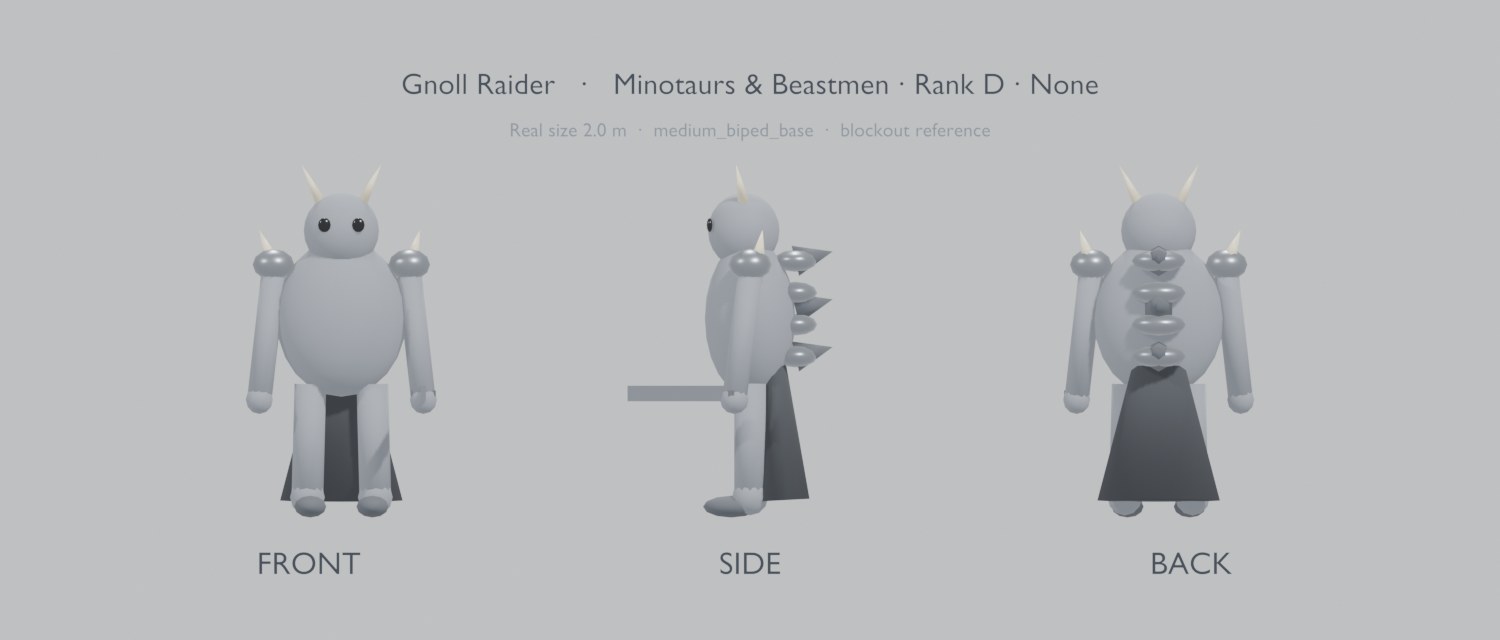 Gnoll Raider · Minotaurs & Beastmen · Rank D · None
Real size 2.0 m · medium_biped_base · blockout reference
FRONT SIDE BACK